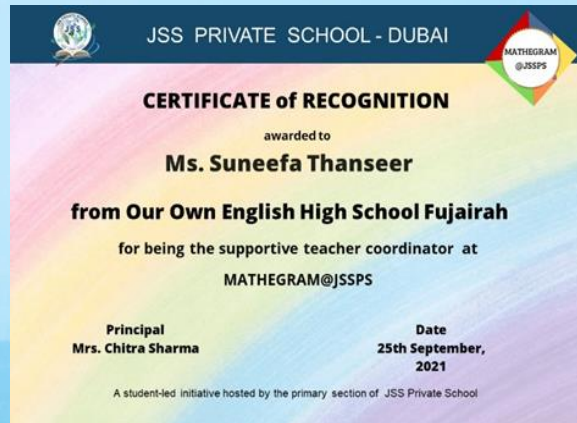 JSS PRIVATE SCHOOL - DUBAI
MATHEGRAM
@JSSPS
CERTIFICATE of RECOGNITION
awarded to
Ms. Suneefa Thanseer
from Our Own English High School Fujairah
for being the supportive teacher coordinator at
MATHEGRAM@JSSPS
Principal
Mrs. Chitra Sharma
Date
25th September,
2021
A student-led initiative hosted by the primary section of JSS Private School